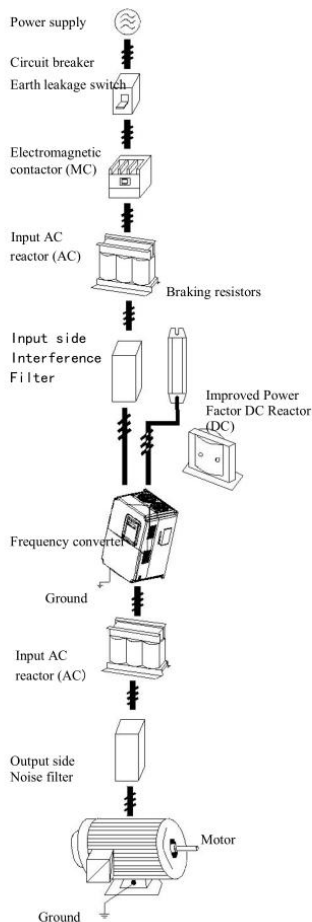 Power supply
Circuit breaker
Earth leakage switch
Electromagnetic
contactor (MC)
Input AC
reactor (AC)
Braking resistors
Input side
Interference
Filter
Improved Power
Factor DC Reactor
(DC)
Frequency converter
Ground
Input AC
reactor (AC)
Output side
Noise filter
Motor
Ground